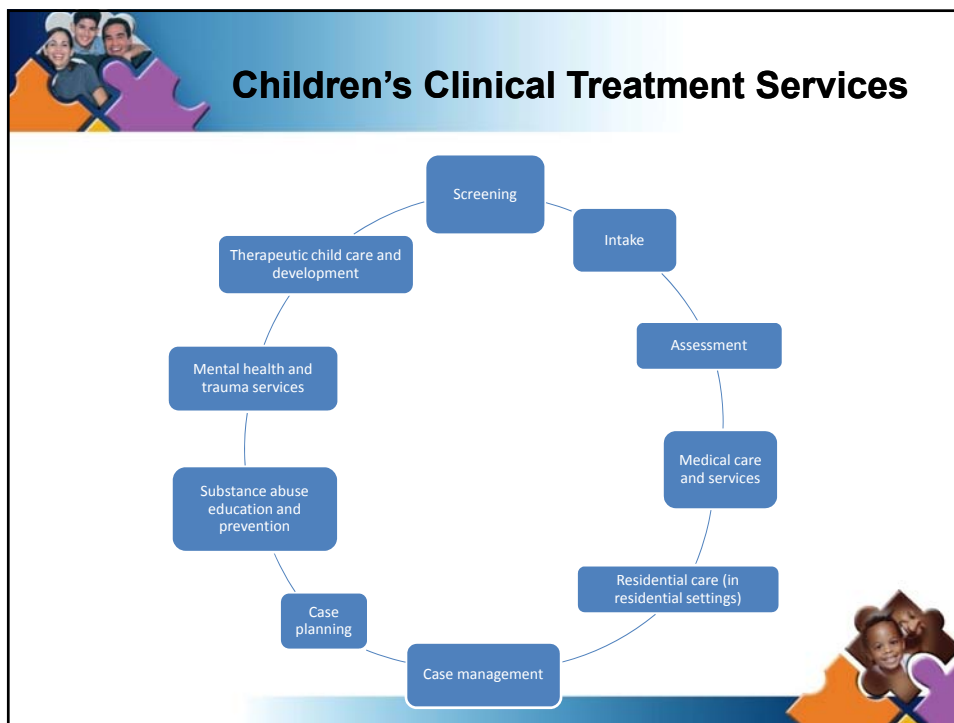 Children’s Clinical Treatment Services
Screening
Intake
Assessment
Medical care
and services
Residential care (in
residential settings)
Case management
Case
planning
Substance abuse
education and
prevention
Mental health and
trauma services
Therapeutic child care and
development